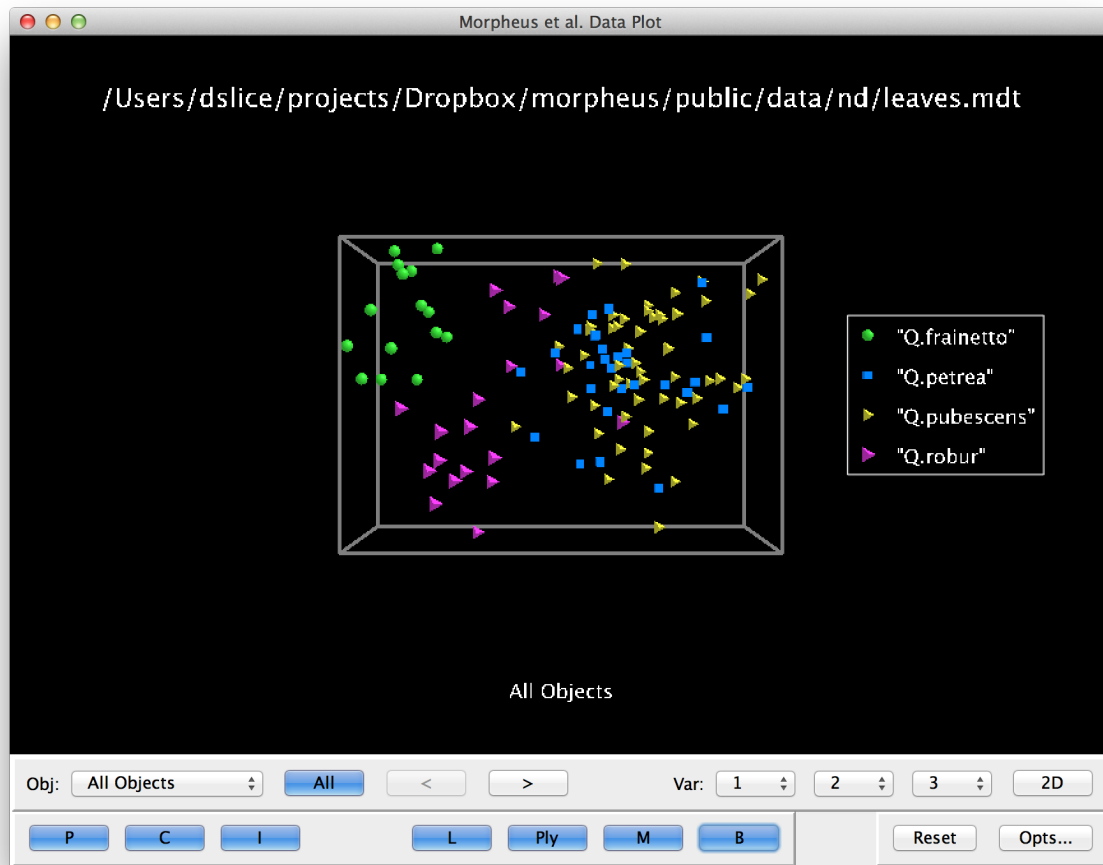 Morpheus et al. Data Plot
/Users/dslice/projects/Dropbox/morpheus/public/data/nd/leaves.mdt
"Q.frainetto"
"Q.petrea"
"Q.pubescens"
"Q.robur"
All Objects
Obj: All Objects All < > Var: 1 2 3 2D
P C I L Ply M B Reset Opts...